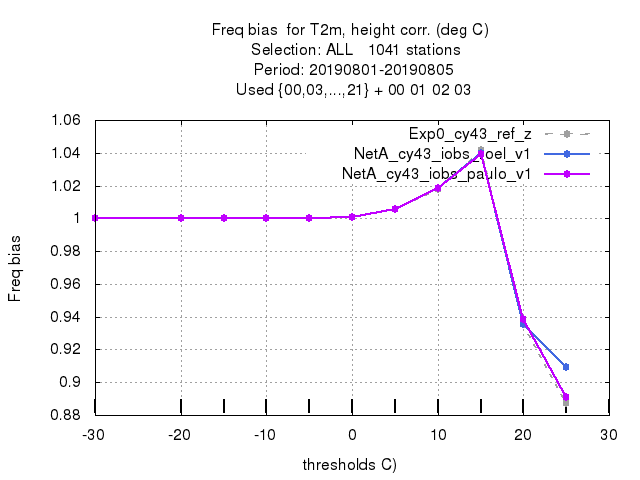 Freq bias for T2m, height corr. (deg C)
Selection: ALL 1041 stations
Period: 20190801-20190805
Used {00,03,...,21} + 00 01 02 03
Exp0_cy43_ref_z
NetA_cy43_iobs_joel_v1
NetA_cy43_iobs_paulo_v1
1.06
1.04
1.02
1
0.98
0.96
0.94
0.92
0.9
0.88
Freq bias
-30
-20
-10
0
10
20
30
thresholds C)